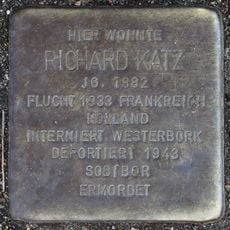 HIER WOHNTE
RICHARD KATZ
JG. 1882
FLUCHT 1933 FRANKREICH
HOLLAND
INTERNIERT WESTERBORK
DEPORTIERT 1943
SOBIBOR
ERMORDET